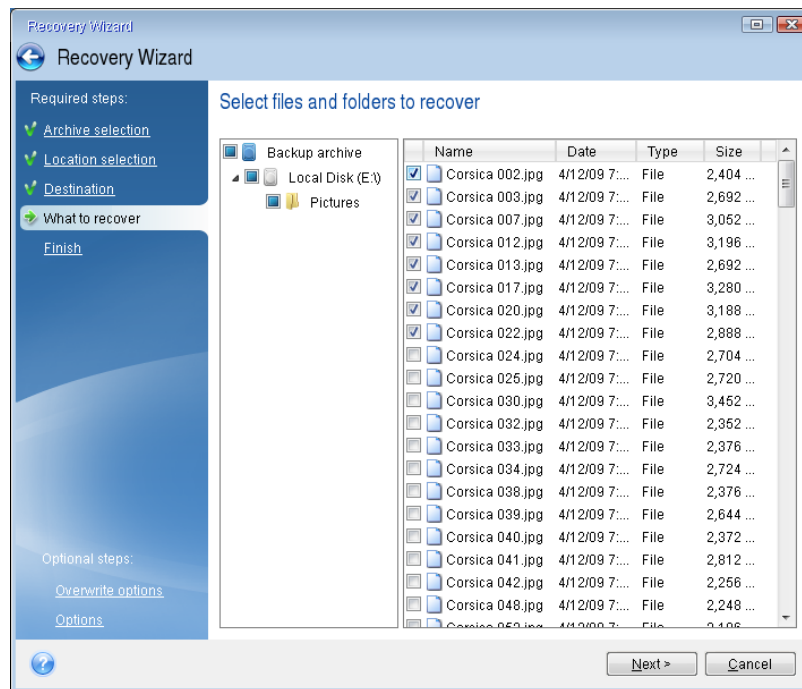 Recovery Wizard
Recovery Wizard
Required steps:
Archive selection
Location selection
Destination
What to recover
Finish
Optional steps:
Overwrite options
Options
Select files and folders to recover
Backup archive
Local Disk (E:\)
Pictures
Name Date Type Size
Corsica 002.jpg 4/12/09 7:... File 2,404 ...
Corsica 003.jpg 4/12/09 7:... File 2,692 ...
Corsica 007.jpg 4/12/09 7:... File 3,052 ...
Corsica 012.jpg 4/12/09 7:... File 3,196 ...
Corsica 013.jpg 4/12/09 7:... File 2,692 ...
Corsica 017.jpg 4/12/09 7:... File 3,280 ...
Corsica 020.jpg 4/12/09 7:... File 3,188 ...
Corsica 022.jpg 4/12/09 7:... File 2,888 ...
Corsica 024.jpg 4/12/09 7:... File 2,704 ...
Corsica 025.jpg 4/12/09 7:... File 2,720 ...
Corsica 030.jpg 4/12/09 7:... File 3,452 ...
Corsica 032.jpg 4/12/09 7:... File 2,352 ...
Corsica 033.jpg 4/12/09 7:... File 2,376 ...
Corsica 034.jpg 4/12/09 7:... File 2,724 ...
Corsica 038.jpg 4/12/09 7:... File 2,376 ...
Corsica 039.jpg 4/12/09 7:... File 2,644 ...
Corsica 040.jpg 4/12/09 7:... File 2,372 ...
Corsica 041.jpg 4/12/09 7:... File 2,812 ...
Corsica 042.jpg 4/12/09 7:... File 2,256 ...
Corsica 048.jpg 4/12/09 7:... File 2,248 ...
Next >
Cancel